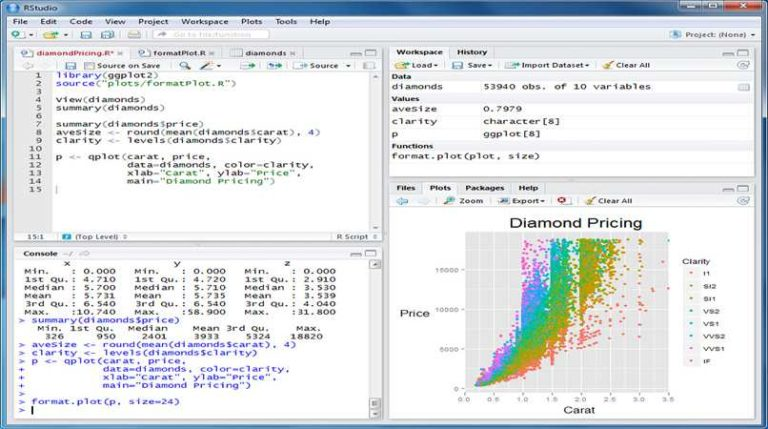 RStudio
File Edit Code View Project Workspace Plots Tools Help
Go to file/function
Project: (None)
diamondPricing.R* formatPlot.R diamonds
Source on Save Source
1 library(ggplot2)
2 source("plots/formatPlot.R")
3
4 View(diamonds)
5 summary(diamonds)
6
7 summary(diamonds$price)
8 aveSize <- round(mean(diamonds$carat), 4)
9 clarity <- levels(diamonds$clarity)
10
11 p <- qplot(carat, price,
12 data=diamonds, color=clarity,
13 xlab="Carat", ylab="Price",
14 main="Diamond Pricing")
15
15:1 (Top Level) R Script
Console ~/
x y z
Min. : 0.000 Min. : 0.000 Min. : 0.000
1st Qu.: 4.710 1st Qu.: 4.720 1st Qu.: 2.910
Median : 5.700 Median : 5.710 Median : 3.530
Mean : 5.731 Mean : 5.735 Mean : 3.539
3rd Qu.: 6.540 3rd Qu.: 6.540 3rd Qu.: 4.040
Max. :10.740 Max. :58.900 Max. :31.800
> summary(diamonds$price)
Min. 1st Qu. Median Mean 3rd Qu. Max.
326 950 2401 3933 5324 18820
> aveSize <- round(mean(diamonds$carat), 4)
> clarity <- levels(diamonds$clarity)
> p <- qplot(carat, price,
+ data=diamonds, color=clarity,
+ xlab="Carat", ylab="Price",
+ main="Diamond Pricing")
>
> format.plot(p, size=24)
>
Workspace History
Load Save Import Dataset Clear All
Data
diamonds 53940 obs. of 10 variables
Values
aveSize 0.7979
clarity character[8]
p ggplot[8]
Functions
format.plot(plot, size)
Files Plots Packages Help
Zoom Export Clear All
Diamond Pricing
Price
15000
10000
5000
0
0.0 0.5 1.0 1.5 2.0 2.5 3.0 3.5
Carat
Clarity
I1
SI2
SI1
VS2
VS1
VVS2
VVS1
IF